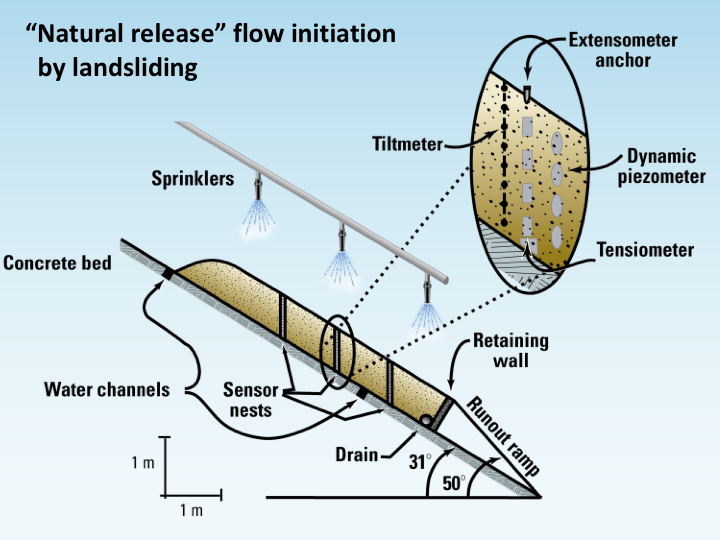 “Natural release” flow initiation
by landsliding
Extensometer
anchor
Tiltmeter
Dynamic
piezometer
Sprinklers
Tensiometer
Concrete bed
Retaining
wall
Water channels
Sensor
nests
Runout ramp
Drain
31°
50°
1 m
1 m